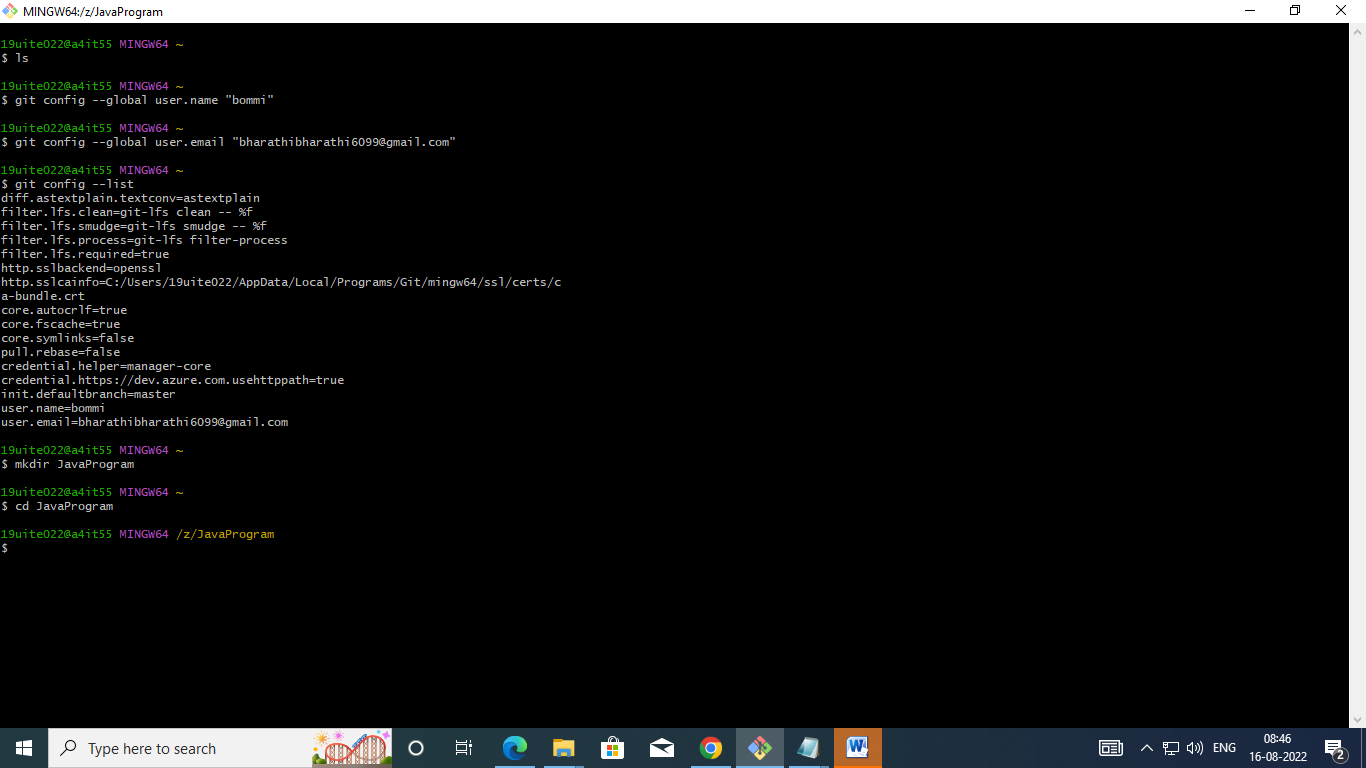 MINGW64:/z/JavaProgram
19uite022@a4it55 MINGW64 ~
$ ls
19uite022@a4it55 MINGW64 ~
$ git config --global user.name "bommi"
19uite022@a4it55 MINGW64 ~
$ git config --global user.email "bharathibharathi6099@gmail.com"
19uite022@a4it55 MINGW64 ~
$ git config --list
diff.astextplain.textconv=astextplain
filter.lfs.clean=git-lfs clean -- %f
filter.lfs.smudge=git-lfs smudge -- %f
filter.lfs.process=git-lfs filter-process
filter.lfs.required=true
http.sslbackend=openssl
http.sslcainfo=C:/Users/19uite022/AppData/Local/Programs/Git/mingw64/ssl/certs/c
a-bundle.crt
core.autocrlf=true
core.fscache=true
core.symlinks=false
pull.rebase=false
credential.helper=manager-core
credential.https://dev.azure.com.usehttppath=true
init.defaultbranch=master
user.name=bommi
user.email=bharathibharathi6099@gmail.com
19uite022@a4it55 MINGW64 ~
$ mkdir JavaProgram
19uite022@a4it55 MINGW64 ~
$ cd JavaProgram
19uite022@a4it55 MINGW64 /z/JavaProgram
$
Type here to search
W
ENG
08:46
16-08-2022
2